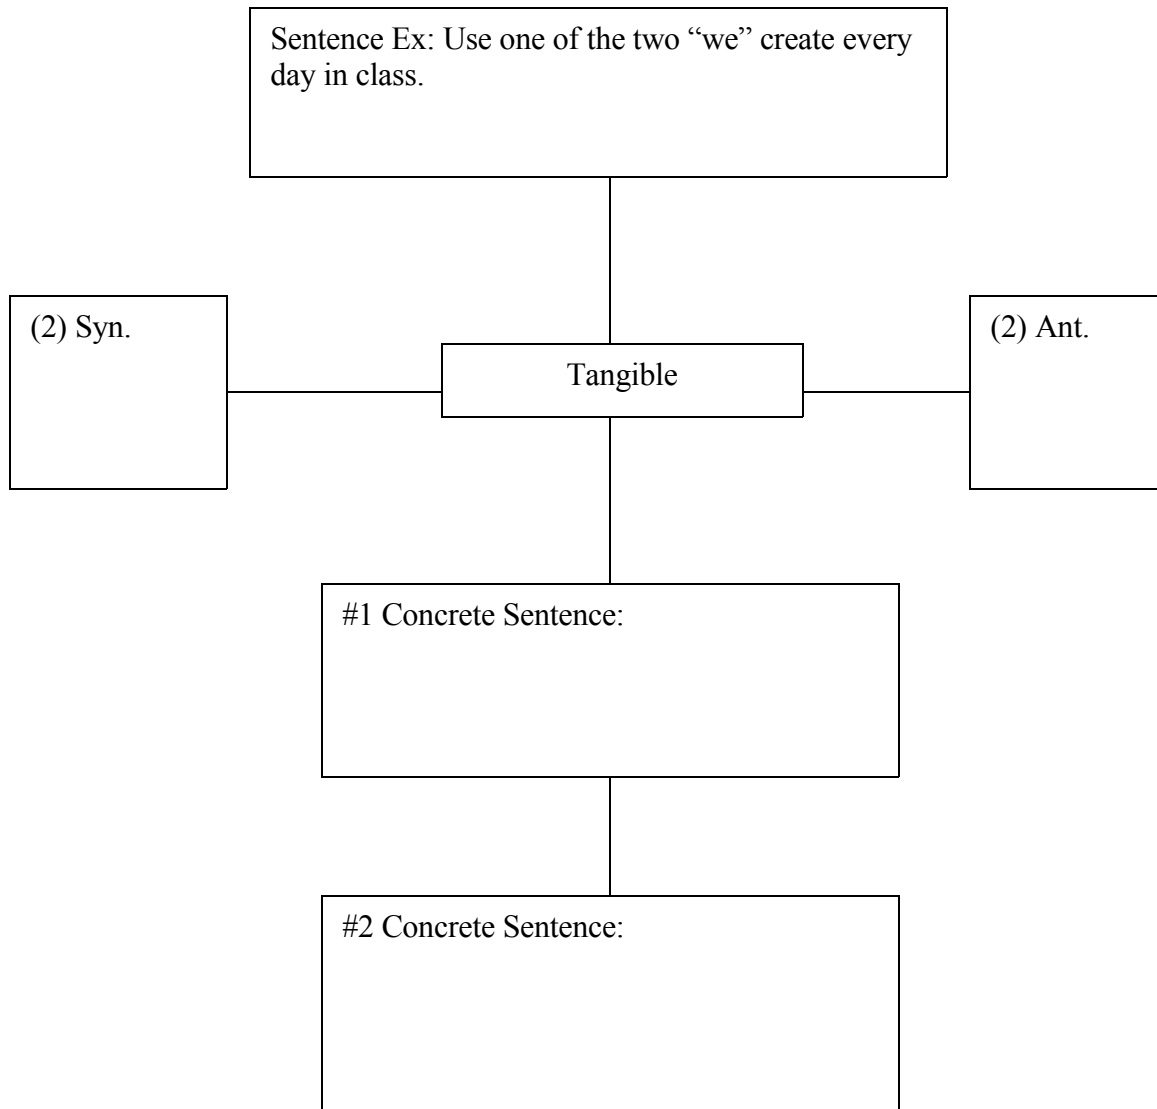 Sentence Ex: Use one of the two “we” create every
day in class.
(2) Syn.
(2) Ant.
Tangible
#1 Concrete Sentence:
#2 Concrete Sentence: